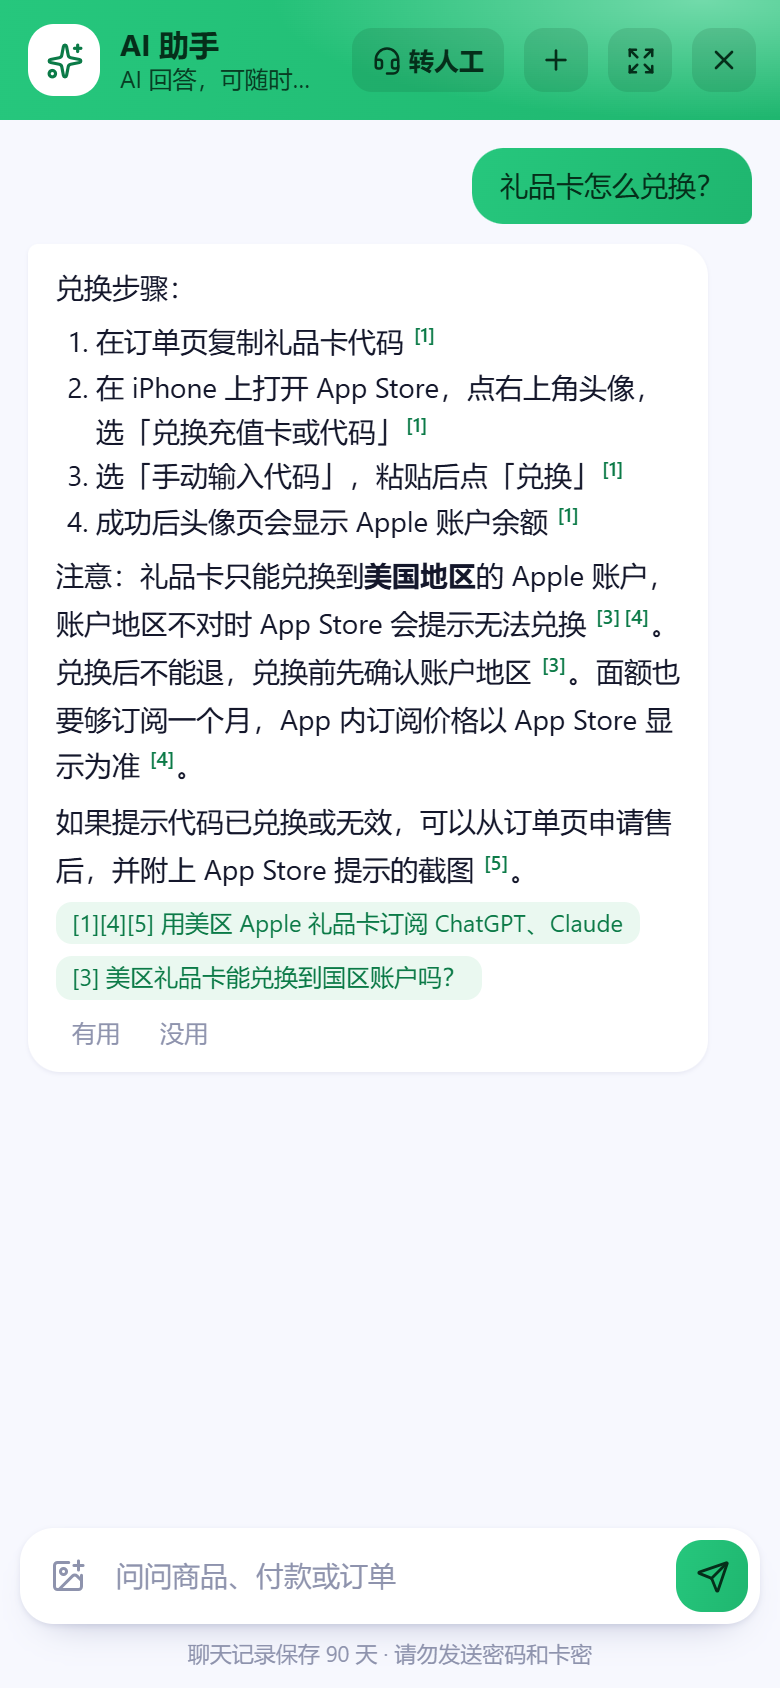 AI 助手
AI 回答，可随时...
转人工
礼品卡怎么兑换？
兑换步骤：
1. 在订单页复制礼品卡代码 [1]
2. 在 iPhone 上打开 App Store，点右上角头像，
选「兑换充值卡或代码」 [1]
3. 选「手动输入代码」，粘贴后点「兑换」 [1]
4. 成功后头像页会显示 Apple 账户余额 [1]
注意：礼品卡只能兑换到美国地区的 Apple 账户，
账户地区不对时 App Store 会提示无法兑换 [3] [4]。
兑换后不能退，兑换前先确认账户地区 [3]。面额也
要够订阅一个月，App 内订阅价格以 App Store 显
示为准 [4]。
如果提示代码已兑换或无效，可以从订单页申请售
后，并附上 App Store 提示的截图 [5]。
[1][4][5] 用美区 Apple 礼品卡订阅 ChatGPT、Claude
[3] 美区礼品卡能兑换到国区账户吗？
有用 没用
问问商品、付款或订单
聊天记录保存 90 天 · 请勿发送密码和卡密